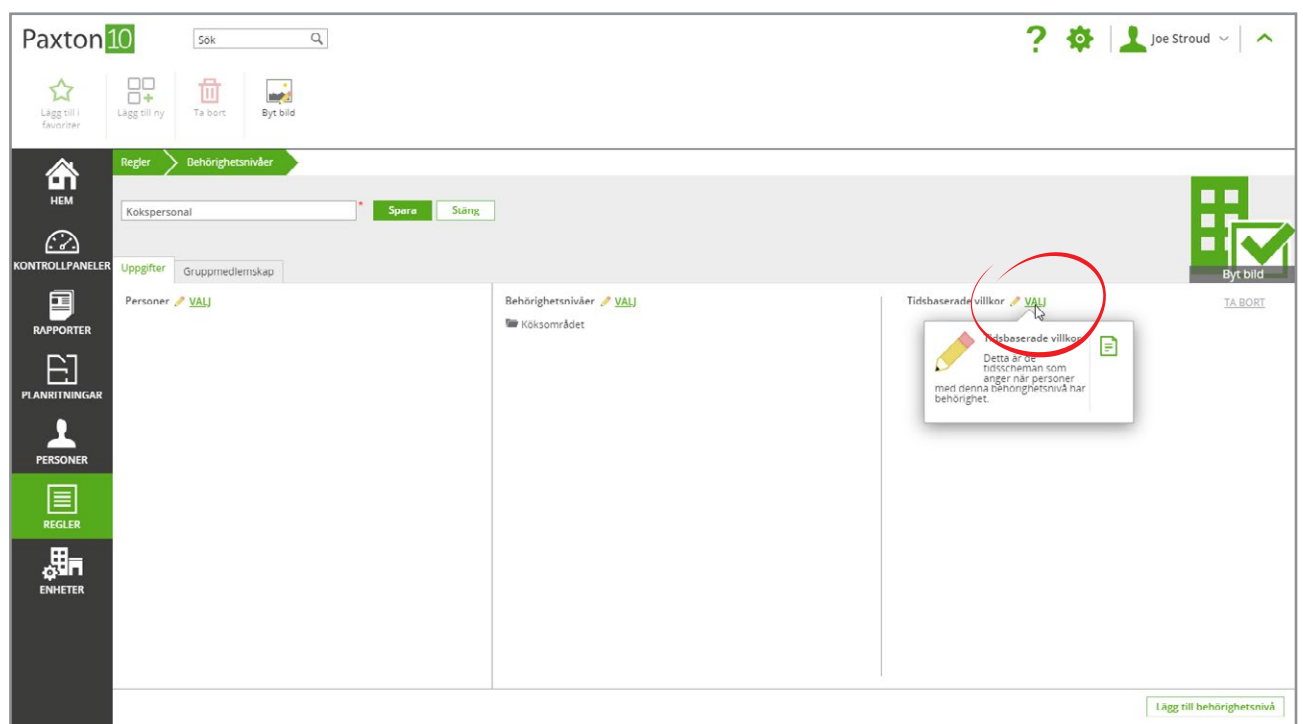 Paxton 10
Sök
? Joe Stroud
Lägg till i
favoriter
Lägg till ny
Ta bort
Byt bild
HEM
KONTROLLPANELER
RAPPORTER
PLANRITNINGAR
PERSONER
REGLER
ENHETER
Regler
Behörighetsnivåer
Kökspersonal *
Spara
Stäng
Byt bild
Uppgifter
Gruppmedlemskap
Personer VÄLJ
Behörighetsnivåer VÄLJ
Köksområdet
Tidsbaserade villkor VÄLJ
TA BORT
Tidsbaserade villkor
Detta är de
tidsscheman som
anger när personer
med denna behörighetsnivå har
behörighet.
Lägg till behörighetsnivå